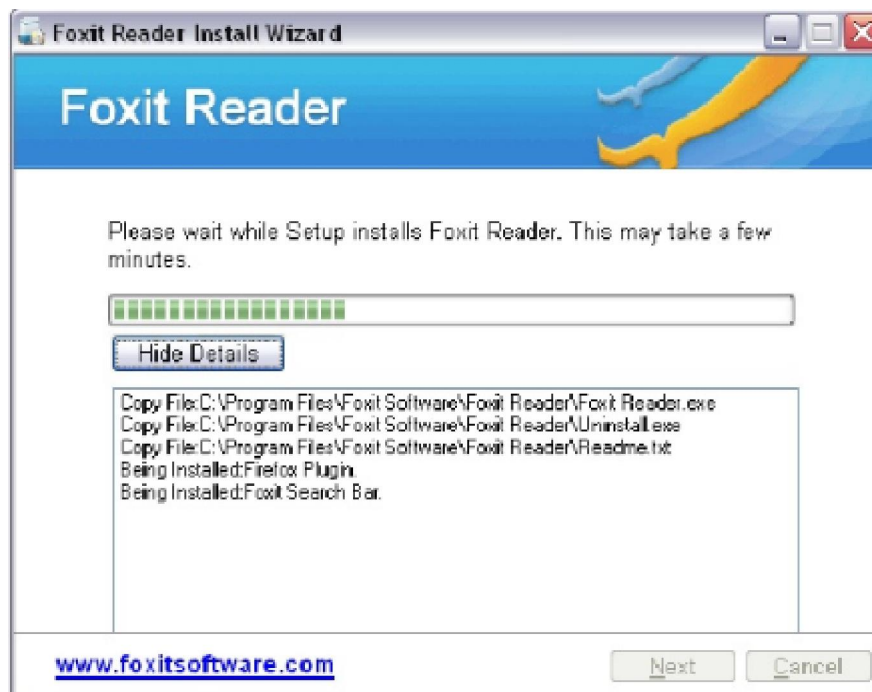 Foxit Reader Install Wizard
Foxit Reader
Please wait while Setup installs Foxit Reader. This may take a few
minutes.
Hide Details
Copy File:C:\Program Files\Foxit Software\Foxit Reader\Foxit Reader.exe
Copy File:C:\Program Files\Foxit Software\Foxit Reader\Uninstall.exe
Copy File:C:\Program Files\Foxit Software\Foxit Reader\Readme.txt
Being Installed:Firefox Plugin.
Being Installed:Foxit Search Bar.
www.foxitsoftware.com
Next Cancel